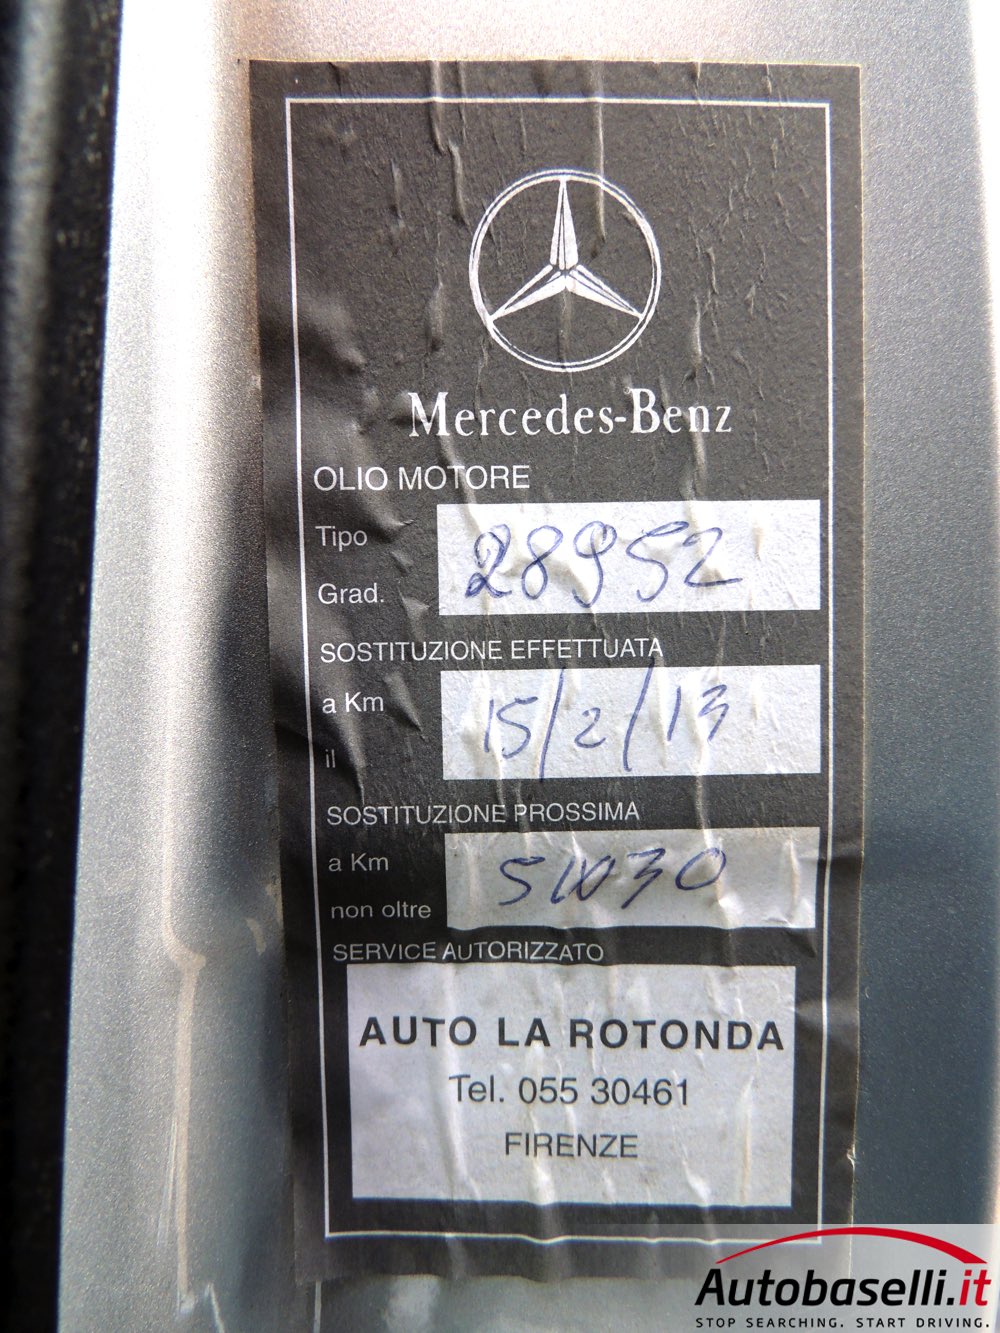 Mercedes-Benz
OLIO MOTORE
Tipo
Grad.
28952
SOSTITUZIONE EFFETTUATA
a Km
il
15/2/13
SOSTITUZIONE PROSSIMA
a Km
non oltre
5W30
SERVICE AUTORIZZATO
AUTO LA ROTONDA
Tel. 055 30461
FIRENZE
Autobaselli.it
STOP SEARCHING. START DRIVING.